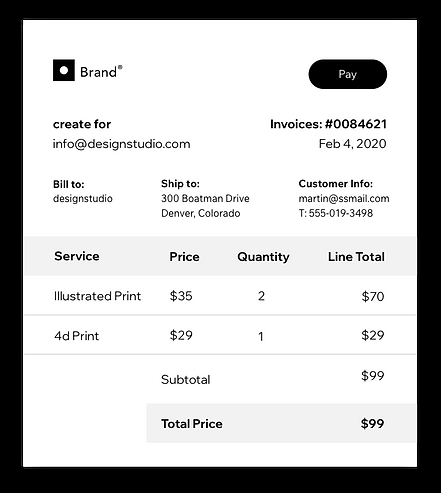 Brand®
Pay
create for
info@designstudio.com
Invoices: #0084621
Feb 4, 2020
Bill to:
designstudio
Ship to:
300 Boatman Drive
Denver, Colorado
Customer Info:
martin@ssmail.com
T: 555-019-3498
Service Price Quantity Line Total
Illustrated Print $35 2 $70
4d Print $29 1 $29
Subtotal $99
Total Price $99